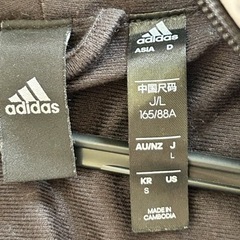 adidas
adidas
ASIA D
中国尺码
J/L
165/88A
AU/NZ J
L
KR US
S
MADE IN
CAMBODIA